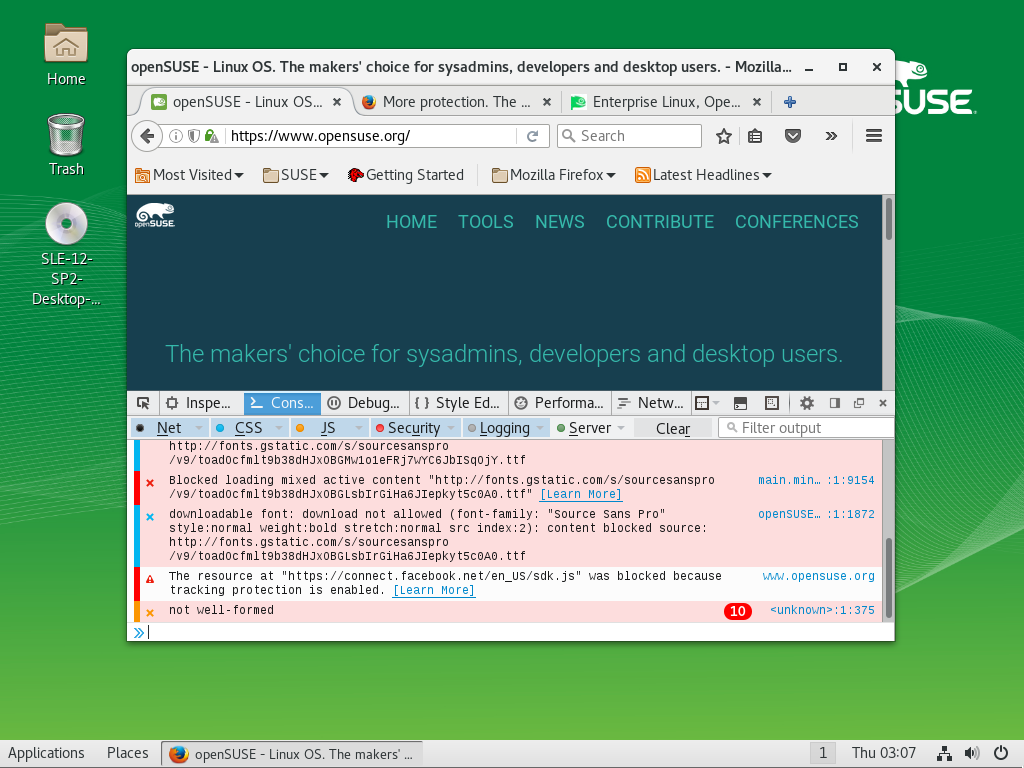 Home
Trash
SLE-12-
SP2-
Desktop-...
SUSE
openSUSE - Linux OS. The makers' choice for sysadmins, developers and desktop users. - Mozilla...
openSUSE - Linux OS... More protection. The ... Enterprise Linux, Ope...
https://www.opensuse.org/ Search
Most Visited SUSE Getting Started Mozilla Firefox Latest Headlines
openSUSE
HOME TOOLS NEWS CONTRIBUTE CONFERENCES
The makers' choice for sysadmins, developers and desktop users.
Inspe... Cons... Debug... Style Ed... Performa... Netw...
Net CSS JS Security Logging Server Clear Filter output
http://fonts.gstatic.com/s/sourcesanspro
/v9/toadOcfmlt9b38dHJxOBGMw1o1eFRj7wYC6JbISqOjY.ttf
Blocked loading mixed active content "http://fonts.gstatic.com/s/sourcesanspro main.min… :1:9154
/v9/toadOcfmlt9b38dHJxOBGLsbIrGiHa6JIepkyt5c0A0.ttf" [Learn More]
downloadable font: download not allowed (font-family: "Source Sans Pro" openSUSE… :1:1872
style:normal weight:bold stretch:normal src index:2): content blocked source:
http://fonts.gstatic.com/s/sourcesanspro
/v9/toadOcfmlt9b38dHJxOBGLsbIrGiHa6JIepkyt5c0A0.ttf
The resource at "https://connect.facebook.net/en_US/sdk.js" was blocked because www.opensuse.org
tracking protection is enabled. [Learn More]
not well-formed 10 <unknown>:1:375
Applications Places openSUSE - Linux OS. The makers' ... 1 Thu 03:07